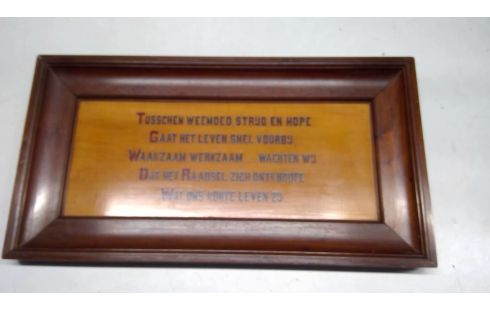 TUSSCHEN WEEMOED STRIJD EN HOPE
GAAT HET LEVEN SNEL VOORBIJ.
WAAKZAAM WERKZAAM WACHTEN WIJ
DAT HET RAADSEL ZICH ONTKNOOPE
WAT ONS KORTE LEVEN ZIJ